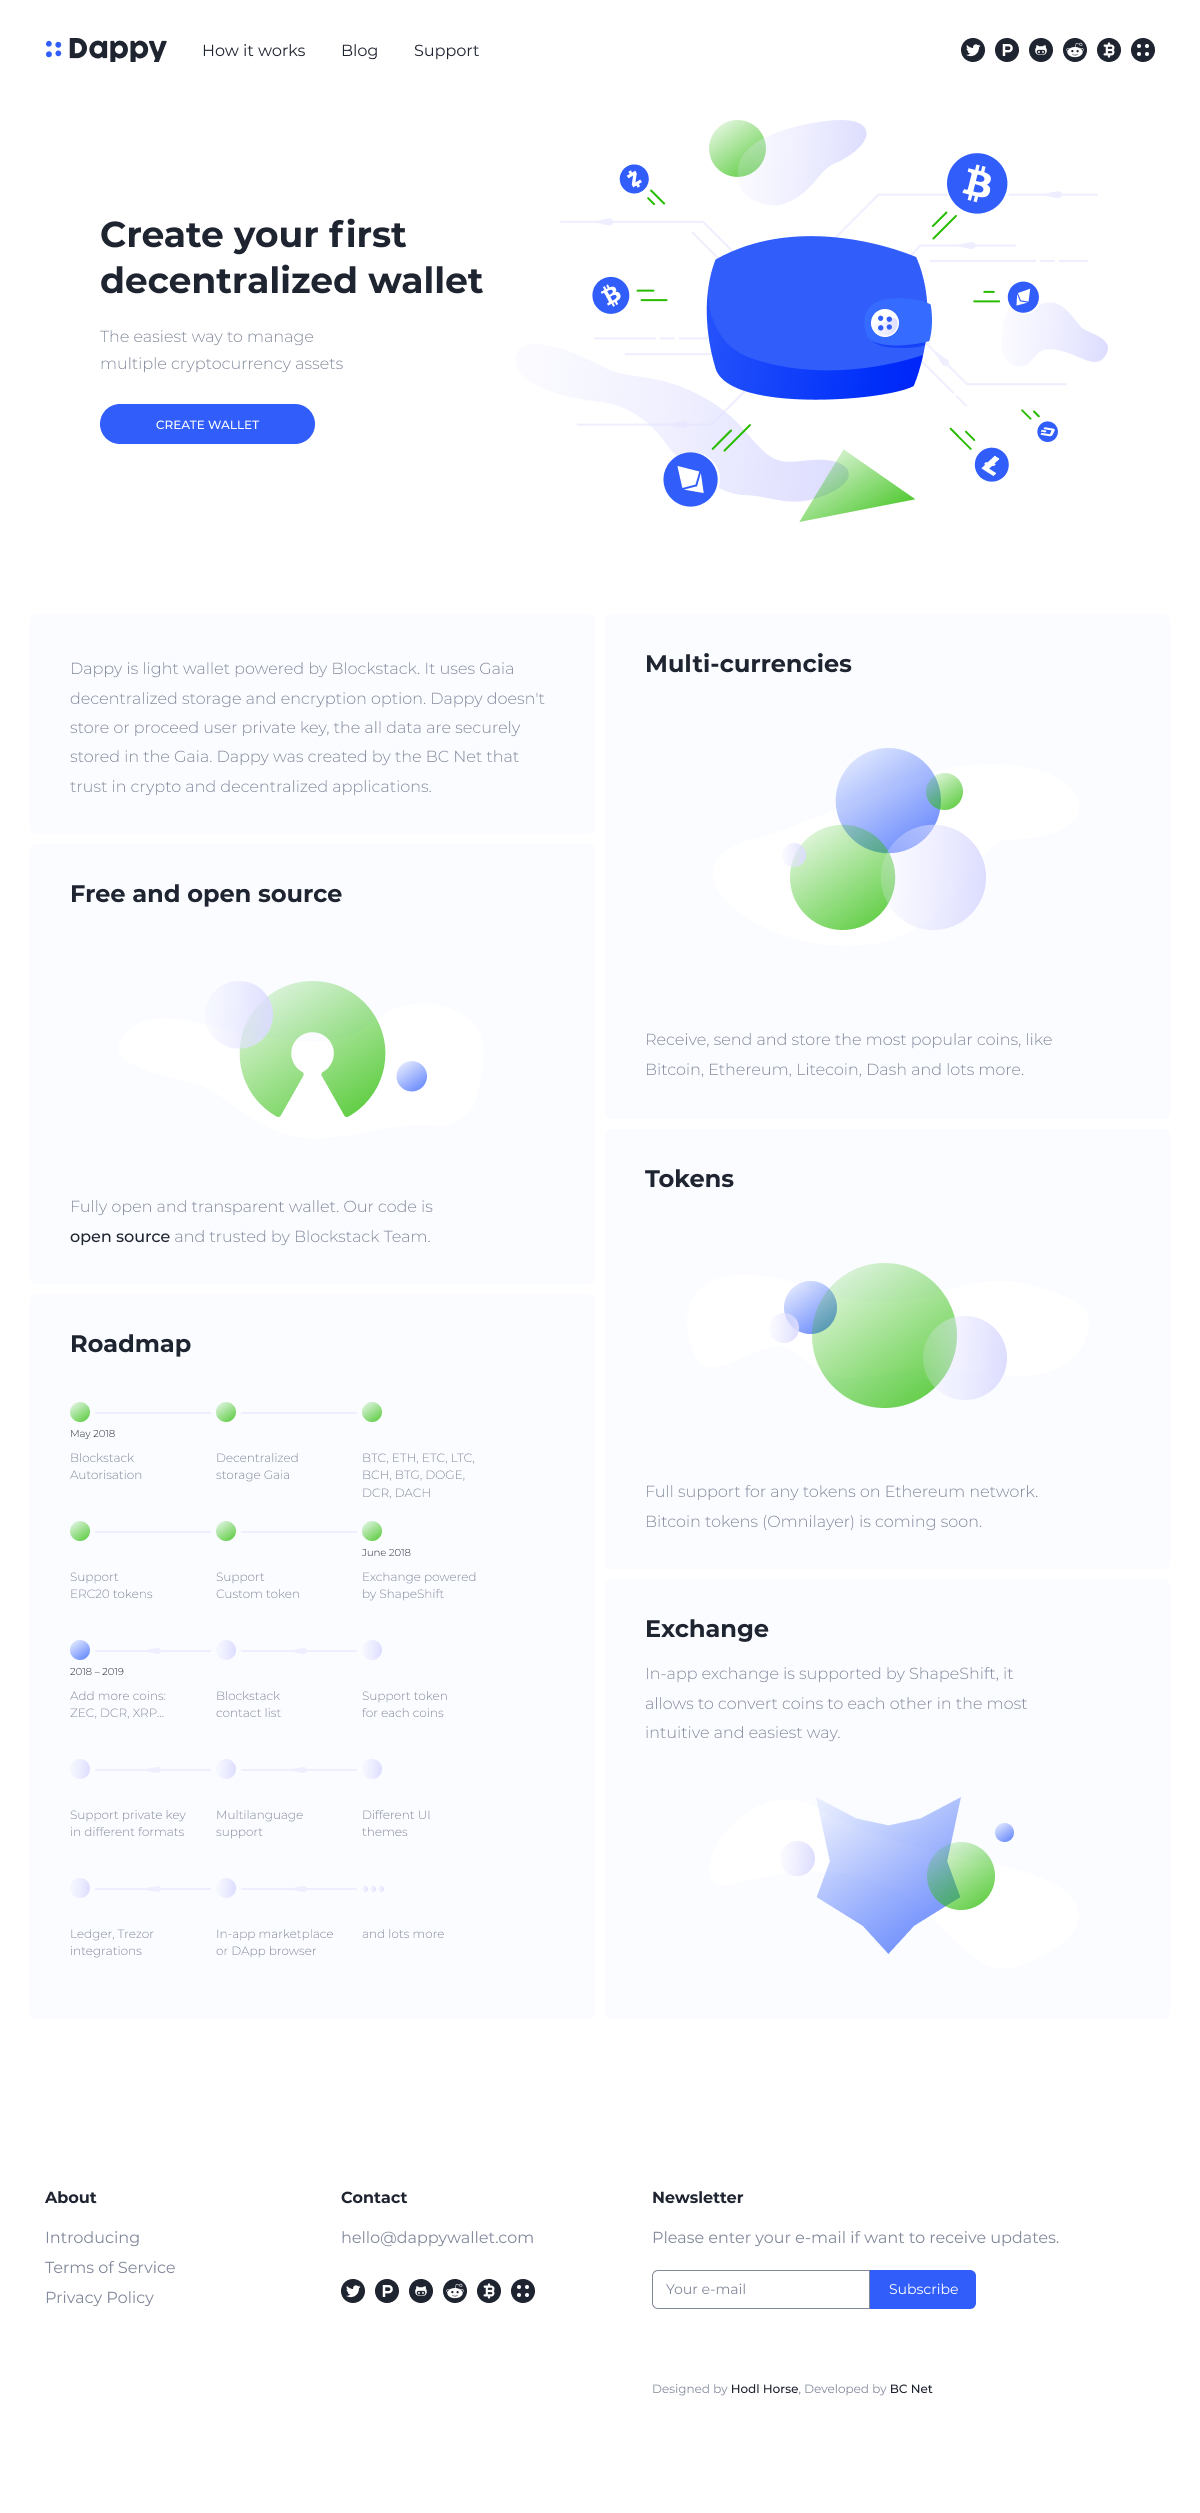 Dappy
How it works
Blog
Support
Create your first
decentralized wallet
The easiest way to manage
multiple cryptocurrency assets
CREATE WALLET
Dappy is light wallet powered by Blockstack. It uses Gaia
decentralized storage and encryption option. Dappy doesn't
store or proceed user private key, the all data are securely
stored in the Gaia. Dappy was created by the BC Net that
trust in crypto and decentralized applications.
Free and open source
Fully open and transparent wallet. Our code is
open source and trusted by Blockstack Team.
Roadmap
May 2018
Blockstack
Autorisation
Decentralized
storage Gaia
BTC, ETH, ETC, LTC,
BCH, BTG, DOGE,
DCR, DACH
Support
ERC20 tokens
Support
Custom token
June 2018
Exchange powered
by ShapeShift
2018 – 2019
Add more coins:
ZEC, DCR, XRP...
Blockstack
contact list
Support token
for each coins
Support private key
in different formats
Multilanguage
support
Different UI
themes
Ledger, Trezor
integrations
In-app marketplace
or DApp browser
and lots more
Multi-currencies
Receive, send and store the most popular coins, like
Bitcoin, Ethereum, Litecoin, Dash and lots more.
Tokens
Full support for any tokens on Ethereum network.
Bitcoin tokens (Omnilayer) is coming soon.
Exchange
In-app exchange is supported by ShapeShift, it
allows to convert coins to each other in the most
intuitive and easiest way.
About
Introducing
Terms of Service
Privacy Policy
Contact
hello@dappywallet.com
Newsletter
Please enter your e-mail if want to receive updates.
Your e-mail
Subscribe
Designed by Hodl Horse, Developed by BC Net